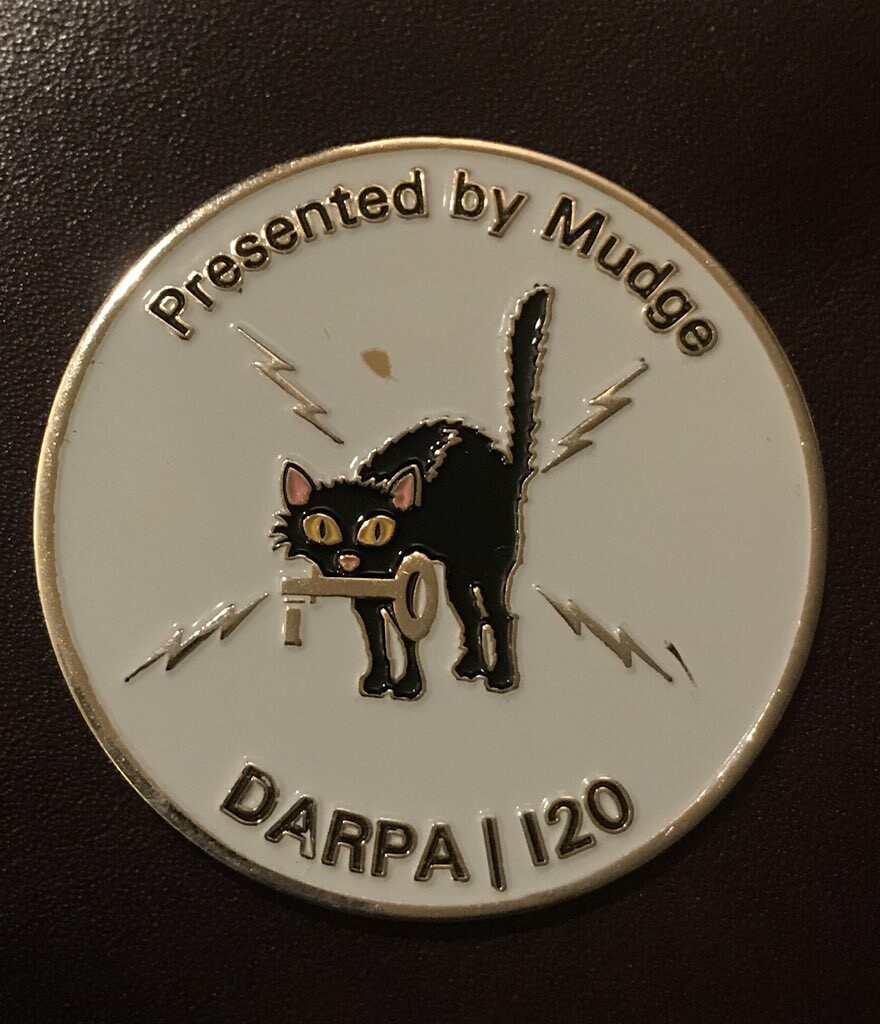 Presented by Mudge
DARPA | I2O